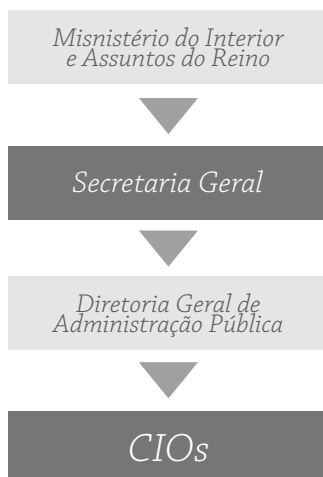 Misnistério do Interior
e Assuntos do Reino
Secretaria Geral
Diretoria Geral de
Administração Pública
CIOs